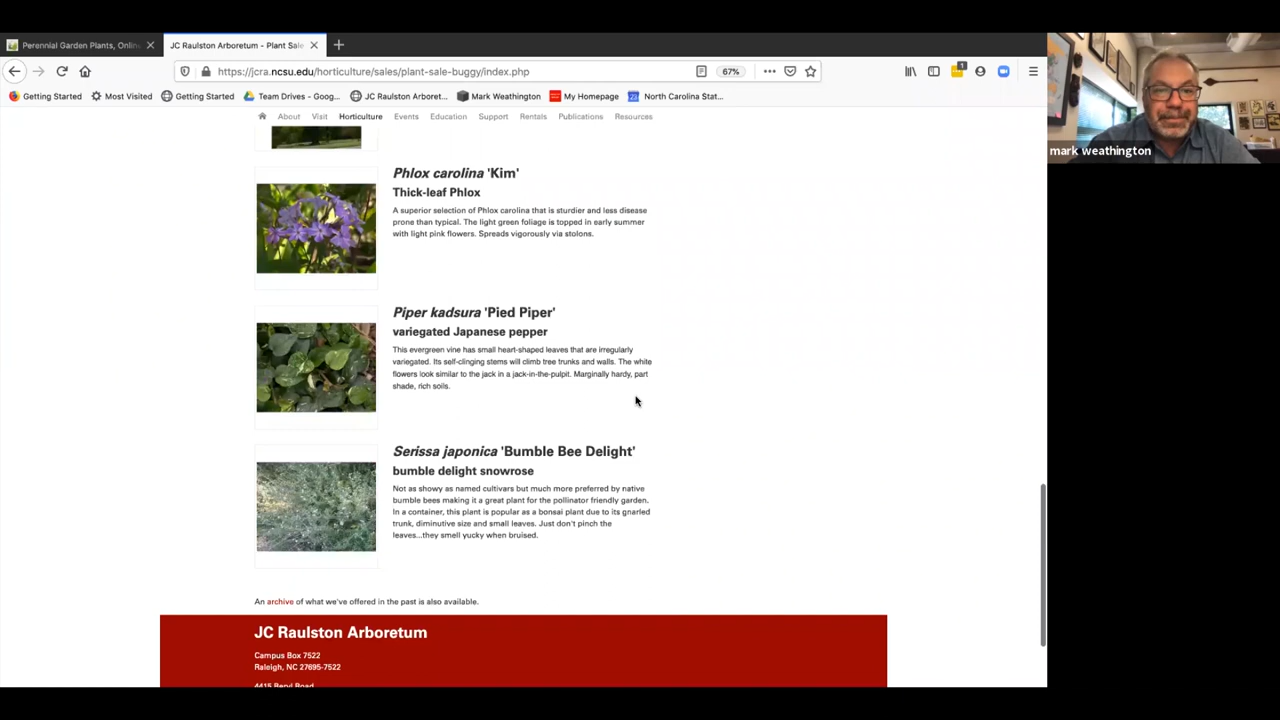 Perennial Garden Plants, Onlin
JC Raulston Arboretum - Plant Sale
https://jcra.ncsu.edu/horticulture/sales/plant-sale-buggy/index.php
67%
1
Getting Started
Most Visited
Getting Started
Team Drives - Goog...
JC Raulston Arboret...
Mark Weathington
My Homepage
North Carolina Stat...
mark weathington
About Visit Horticulture Events Education Support Rentals Publications Resources
Phlox carolina 'Kim'
Thick-leaf Phlox
A superior selection of Phlox carolina that is sturdier and less disease
prone than typical. The light green foliage is topped in early summer
with light pink flowers. Spreads vigorously via stolons.
Piper kadsura 'Pied Piper'
variegated Japanese pepper
This evergreen vine has small heart-shaped leaves that are irregularly
variegated. Its self-clinging stems will climb tree trunks and walls. The white
flowers look similar to the jack in a jack-in-the-pulpit. Marginally hardy, part
shade, rich soils.
Serissa japonica 'Bumble Bee Delight'
bumble delight snowrose
Not as showy as named cultivars but much more preferred by native
bumble bees making it a great plant for the pollinator friendly garden.
In a container, this plant is popular as a bonsai plant due to its gnarled
trunk, diminutive size and small leaves. Just don't pinch the
leaves...they smell yucky when bruised.
An archive of what we've offered in the past is also available.
JC Raulston Arboretum
Campus Box 7522
Raleigh, NC 27695-7522
4415 Beryl Road